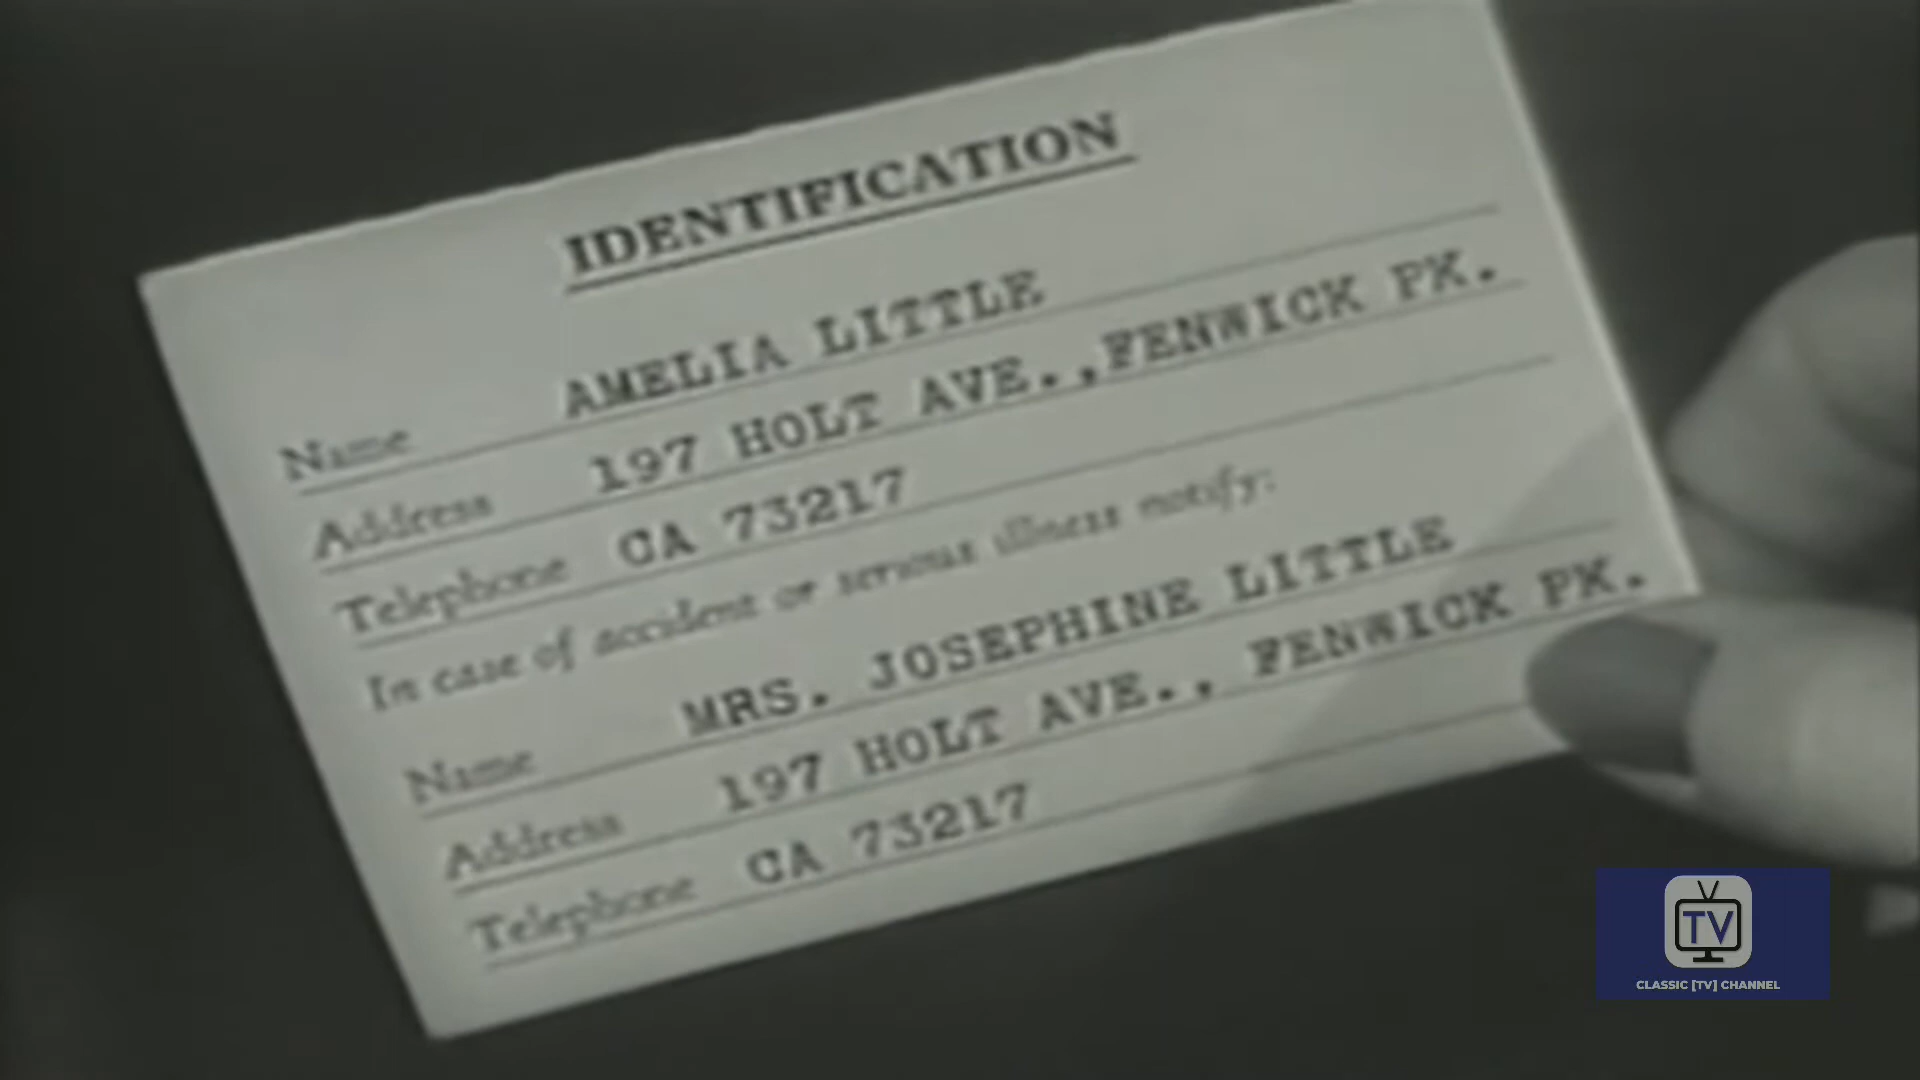 IDENTIFICATION
Name AMELIA LITTLE
Address 197 HOLT AVE.,FENWICK PK.
Telephone CA 73217
In case of accident or serious illness notify:
Name MRS. JOSEPHINE LITTLE
Address 197 HOLT AVE., FENWICK PK.
Telephone CA 73217
TV
CLASSIC [TV] CHANNEL